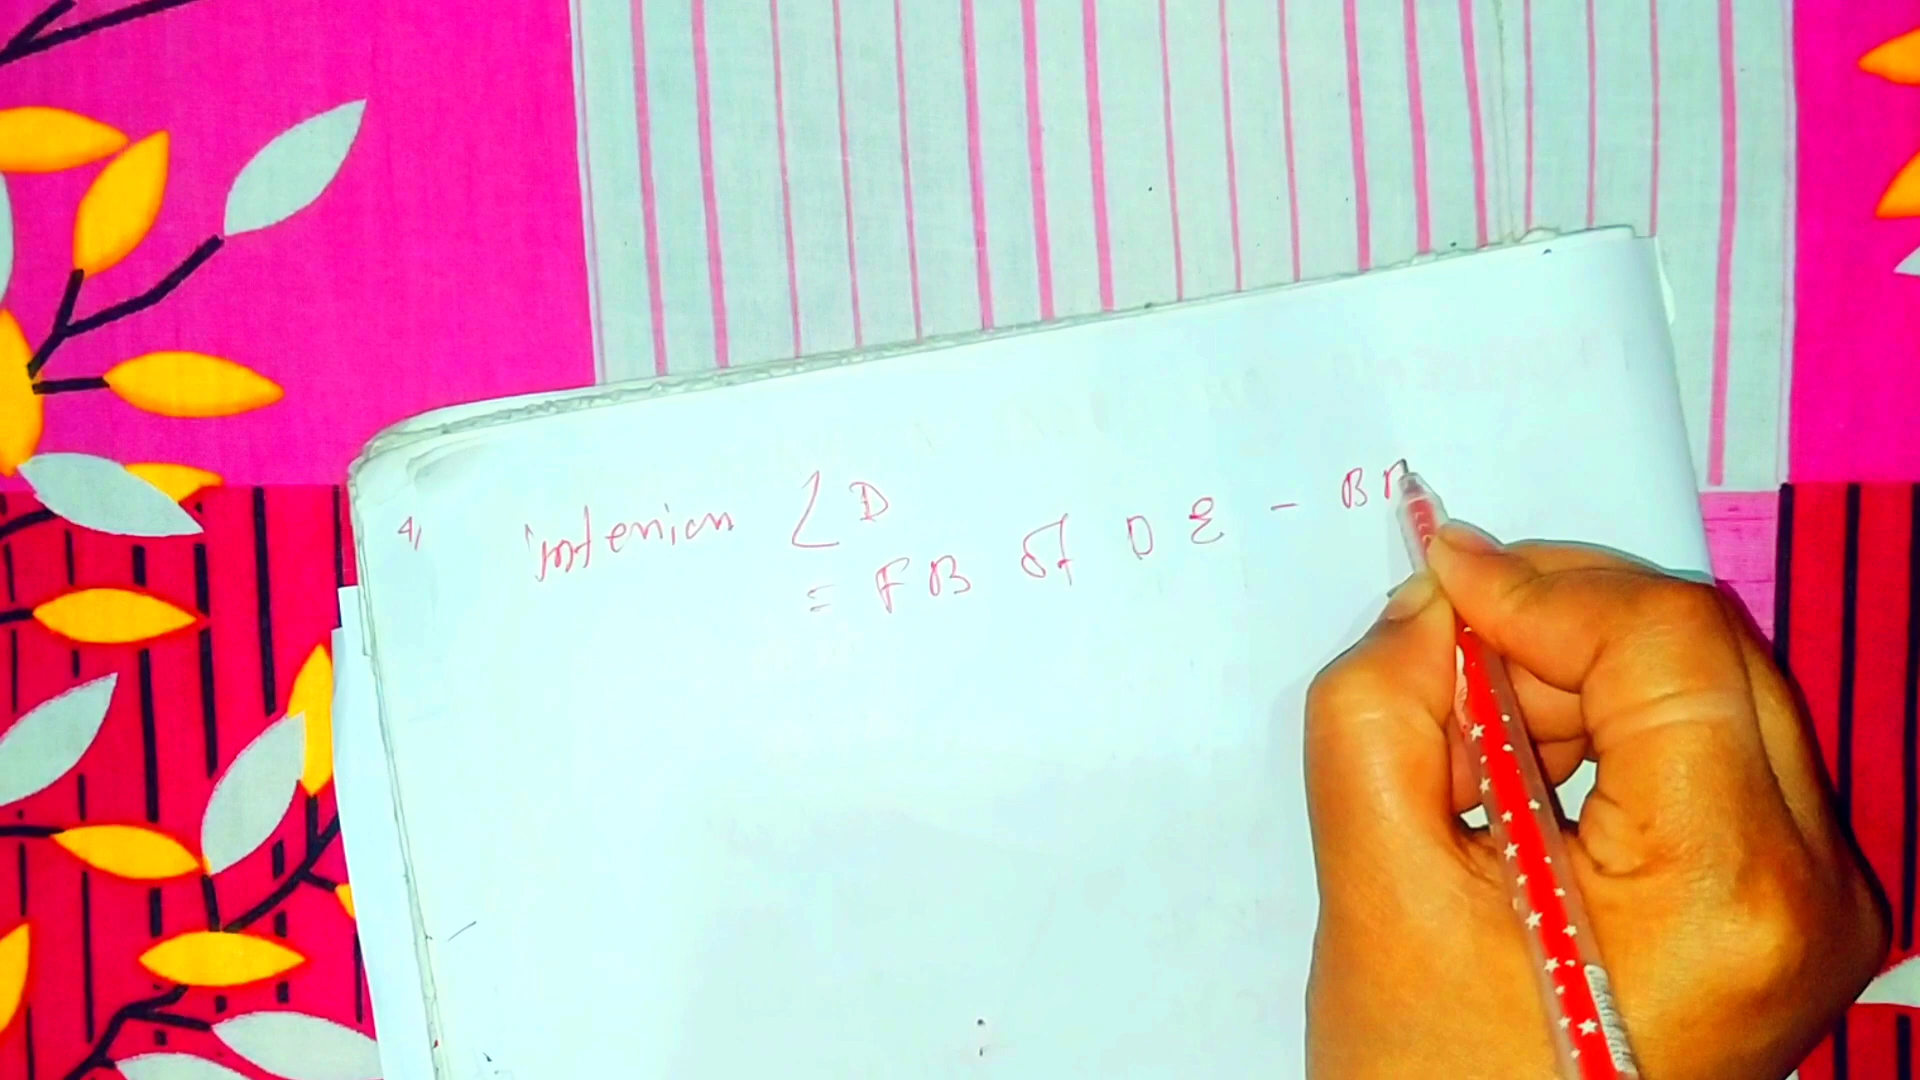 4) interior ∠D
= FB of DE - B